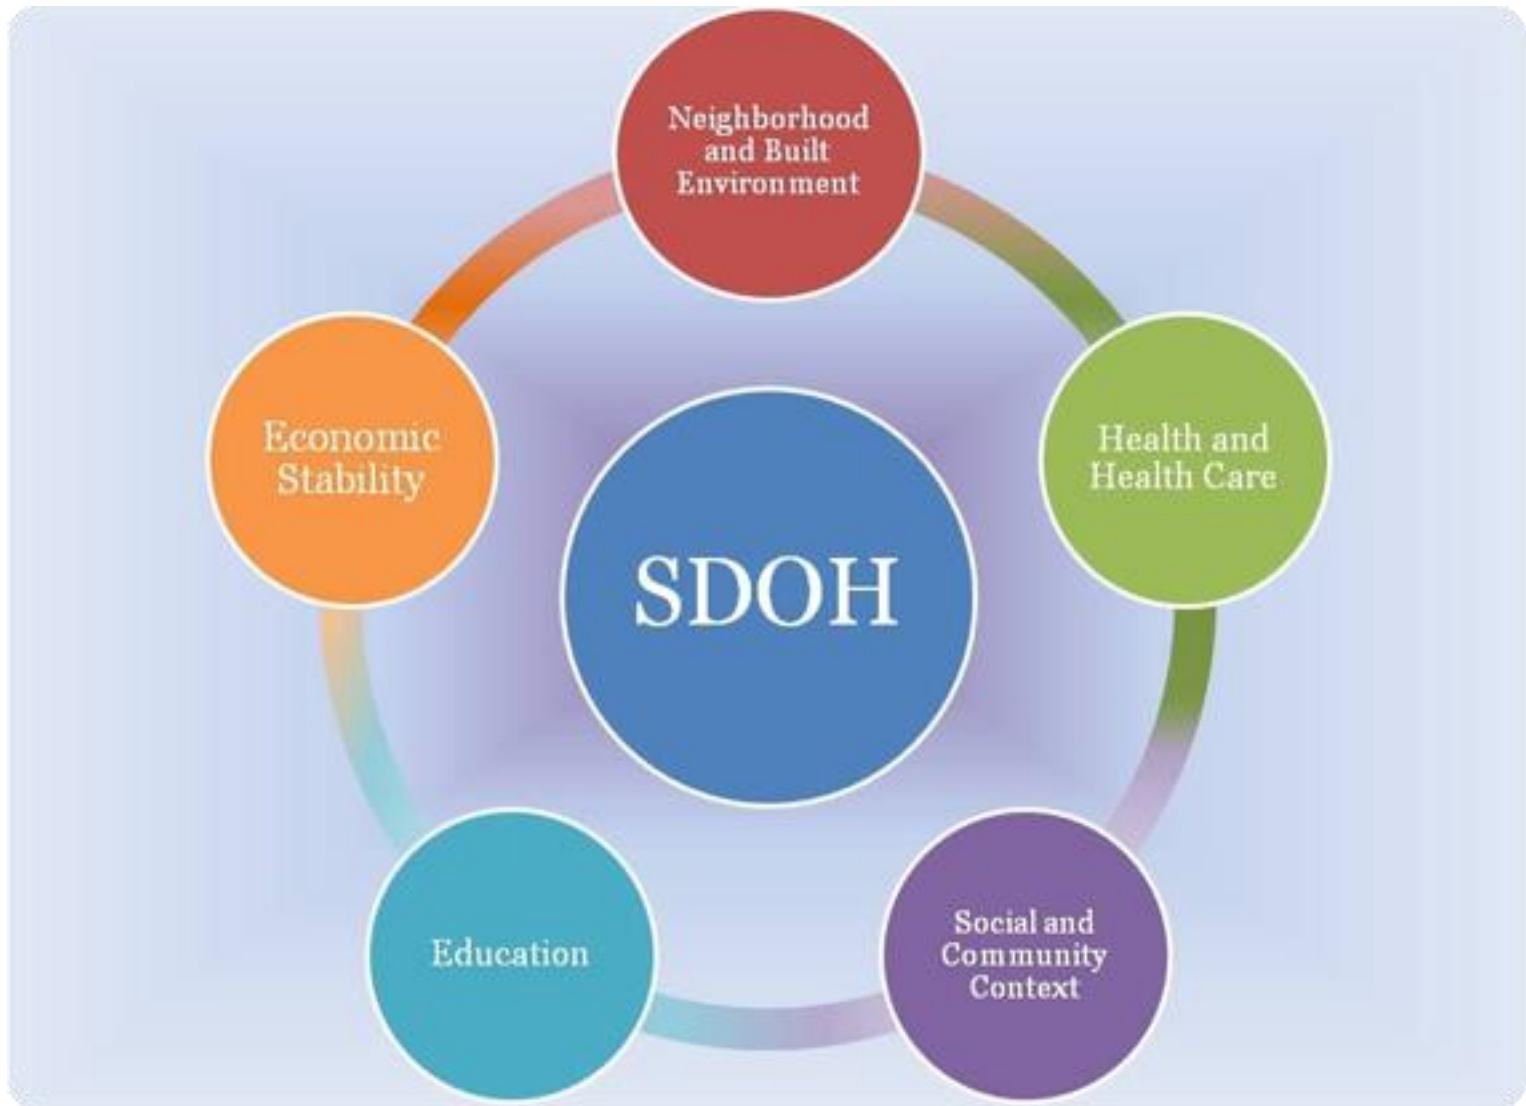 Neighborhood
and Built
Environment
Economic
Stability
Health and
Health Care
SDOH
Education
Social and
Community
Context